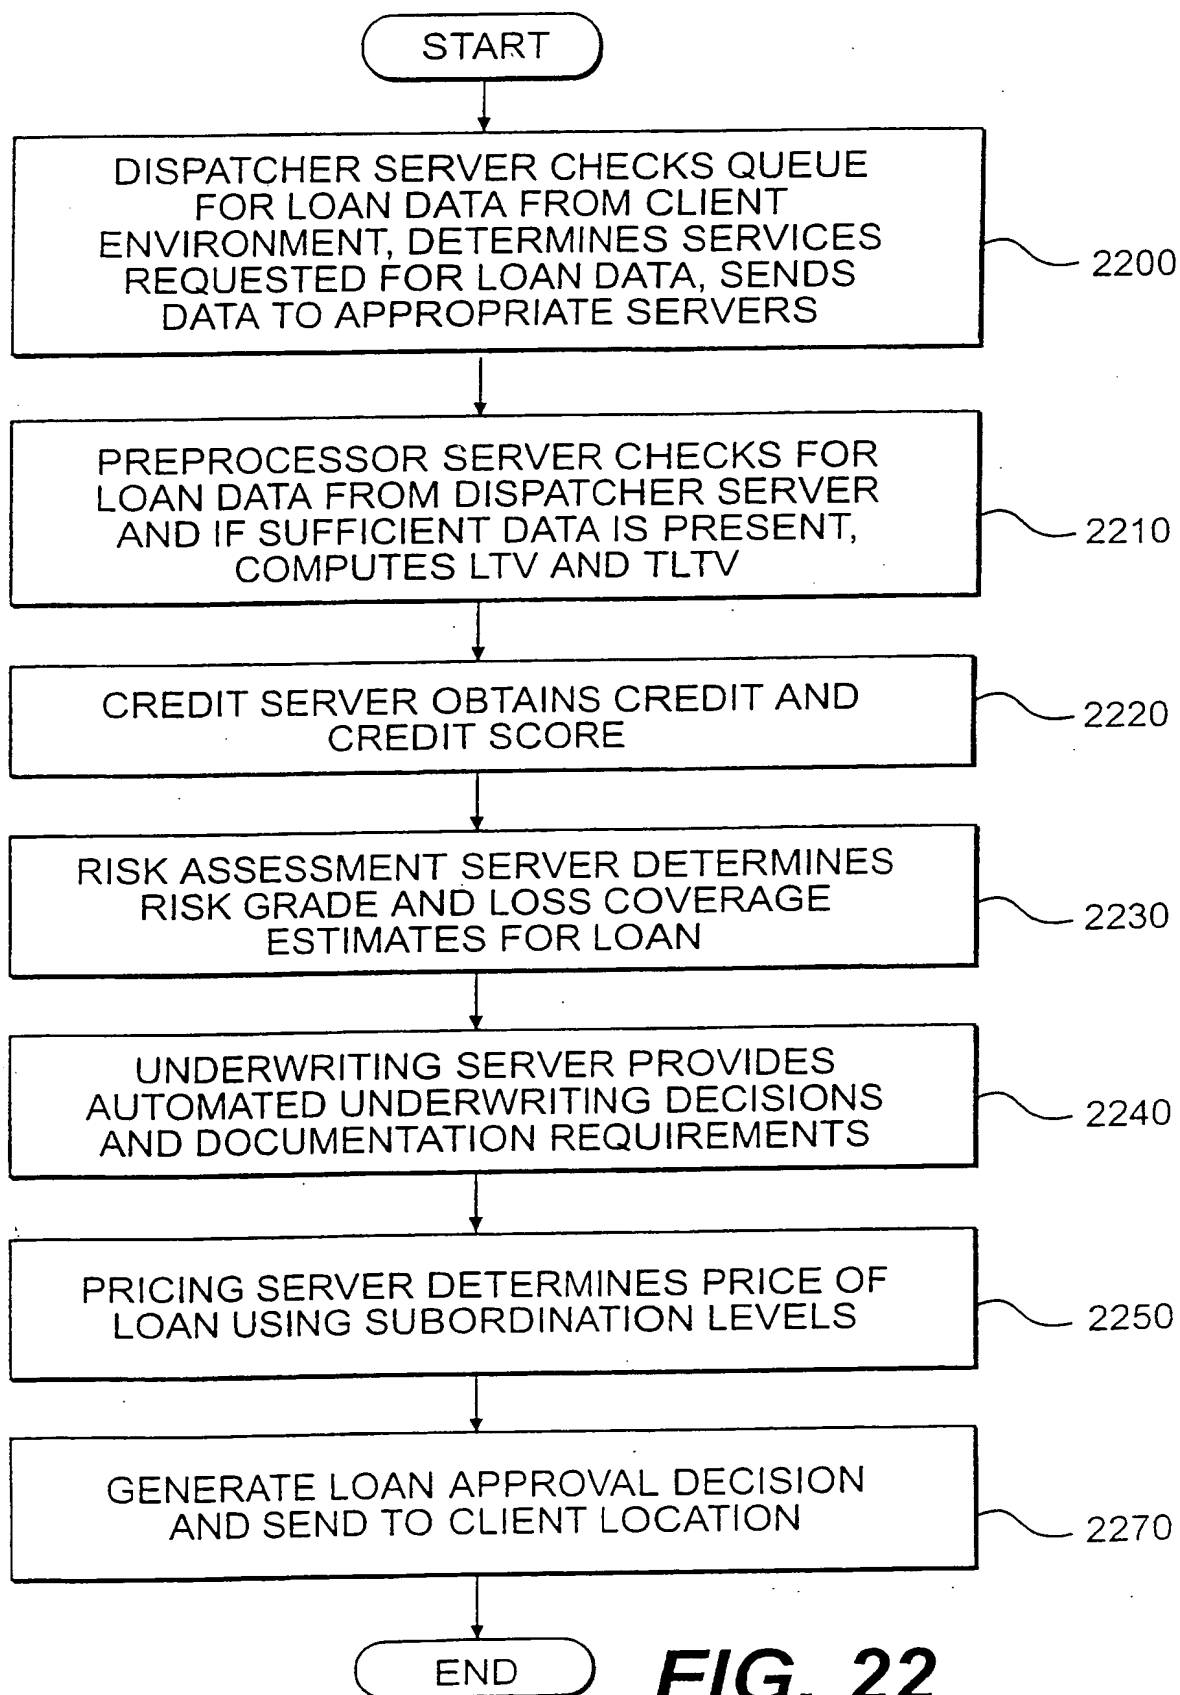 START
DISPATCHER SERVER CHECKS QUEUE
FOR LOAN DATA FROM CLIENT
ENVIRONMENT, DETERMINES SERVICES
REQUESTED FOR LOAN DATA, SENDS
DATA TO APPROPRIATE SERVERS
2200
PREPROCESSOR SERVER CHECKS FOR
LOAN DATA FROM DISPATCHER SERVER
AND IF SUFFICIENT DATA IS PRESENT,
COMPUTES LTV AND TLTV
2210
CREDIT SERVER OBTAINS CREDIT AND
CREDIT SCORE
2220
RISK ASSESSMENT SERVER DETERMINES
RISK GRADE AND LOSS COVERAGE
ESTIMATES FOR LOAN
2230
UNDERWRITING SERVER PROVIDES
AUTOMATED UNDERWRITING DECISIONS
AND DOCUMENTATION REQUIREMENTS
2240
PRICING SERVER DETERMINES PRICE OF
LOAN USING SUBORDINATION LEVELS
2250
GENERATE LOAN APPROVAL DECISION
AND SEND TO CLIENT LOCATION
2270
END
FIG. 22